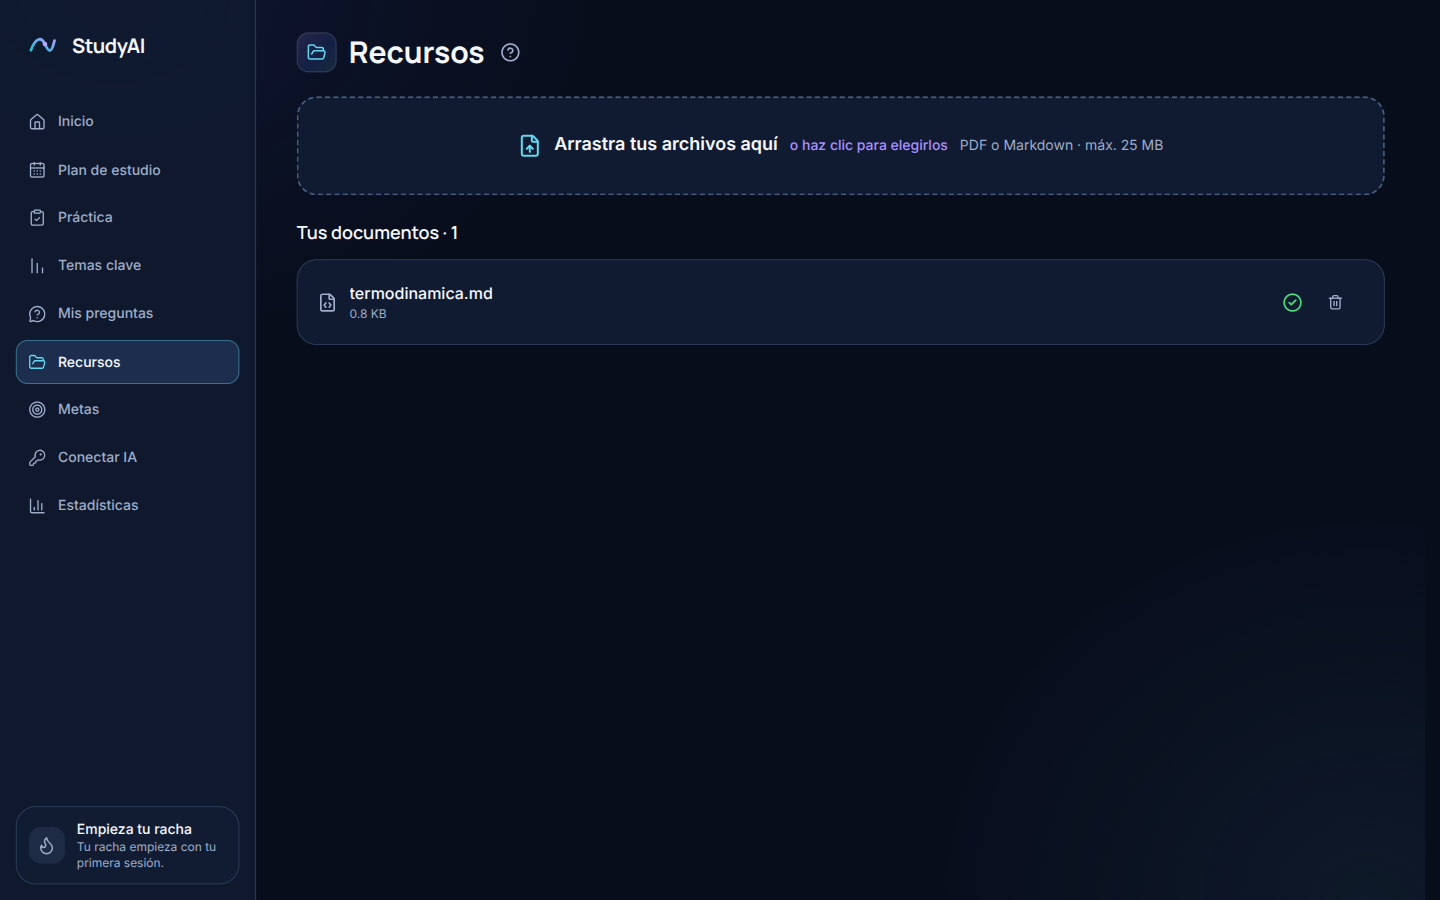 StudyAI
Inicio
Plan de estudio
Práctica
Temas clave
Mis preguntas
Recursos
Metas
Conectar IA
Estadísticas
Empieza tu racha
Tu racha empieza con tu
primera sesión.
Recursos
Arrastra tus archivos aquí o haz clic para elegirlos PDF o Markdown · máx. 25 MB
Tus documentos · 1
termodinamica.md
0.8 KB